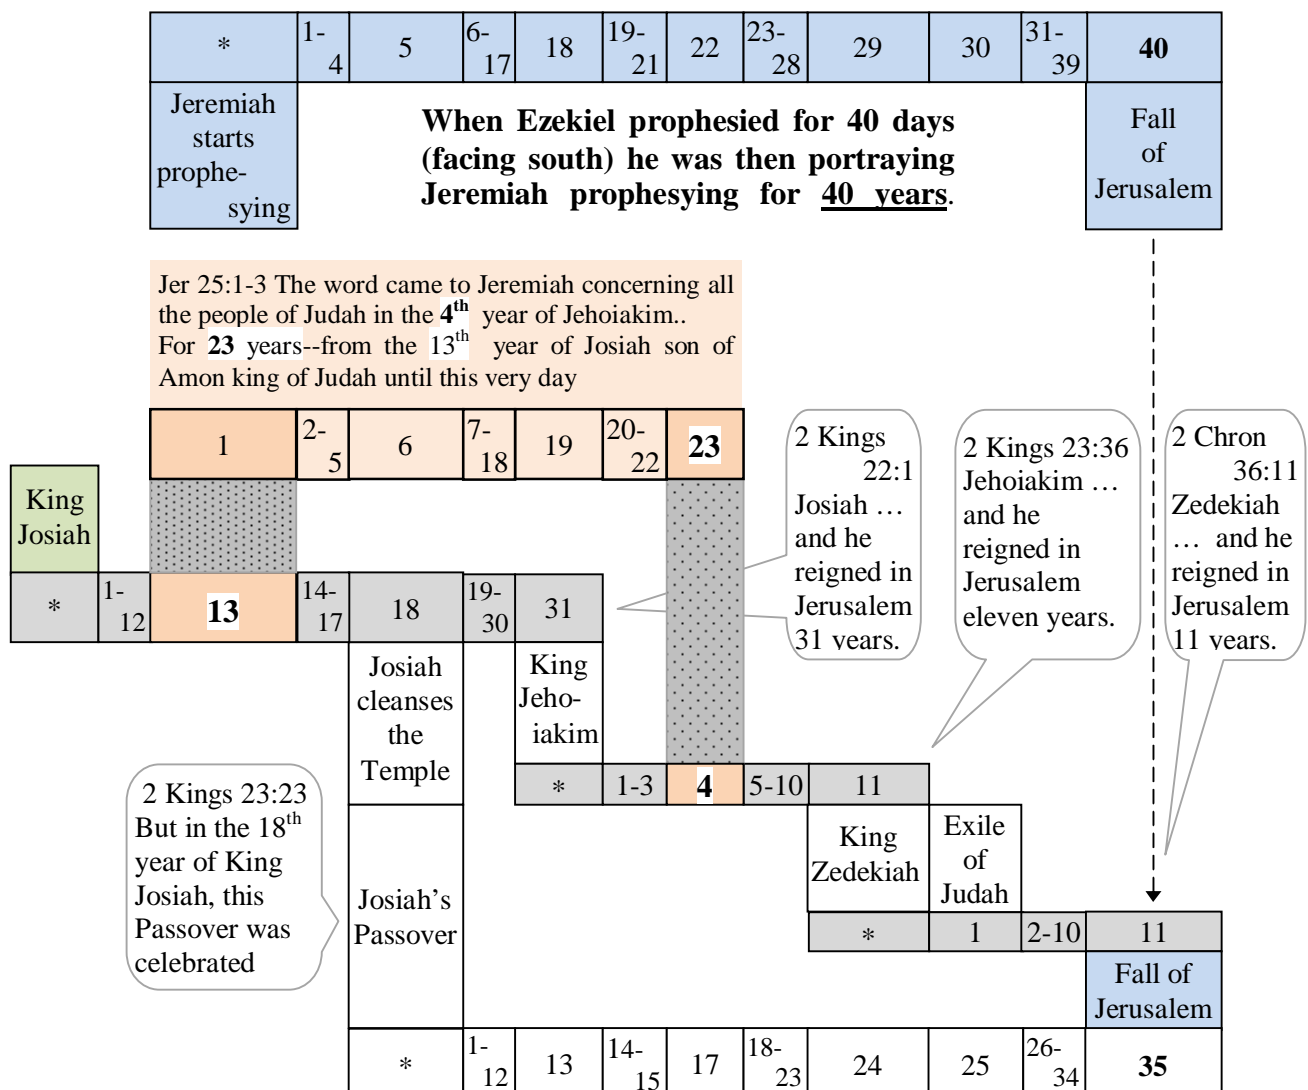 * 1- 5 6- 18 19- 22 23- 29 30 31- 40
4 17 21 28 39
Jeremiah
starts
prophe-
sying
When Ezekiel prophesied for 40 days
(facing south) he was then portraying
Jeremiah prophesying for 40 years.
Fall
of
Jerusalem
Jer 25:1-3 The word came to Jeremiah concerning all
the people of Judah in the 4th year of Jehoiakim..
For 23 years--from the 13th year of Josiah son of
Amon king of Judah until this very day
1 2- 6 7- 19 20- 23
5 18 22
2 Kings
22:1
Josiah …
and he
reigned in
Jerusalem
31 years.
2 Kings 23:36
Jehoiakim …
and he
reigned in
Jerusalem
eleven years.
2 Chron
36:11
Zedekiah
… and he
reigned in
Jerusalem
11 years.
King
Josiah
* 1- 13 14- 18 19- 31
12 17 30
Josiah
cleanses
the
Temple
King
Jeho-
iakim
* 1-3 4 5-10 11
2 Kings 23:23
But in the 18th
year of King
Josiah, this
Passover was
celebrated
Josiah's
Passover
King
Zedekiah
Exile
of
Judah
* 1 2-10 11
Fall of
Jerusalem
* 1- 13 14- 17 18- 24 25 26- 35
12 15 23 34